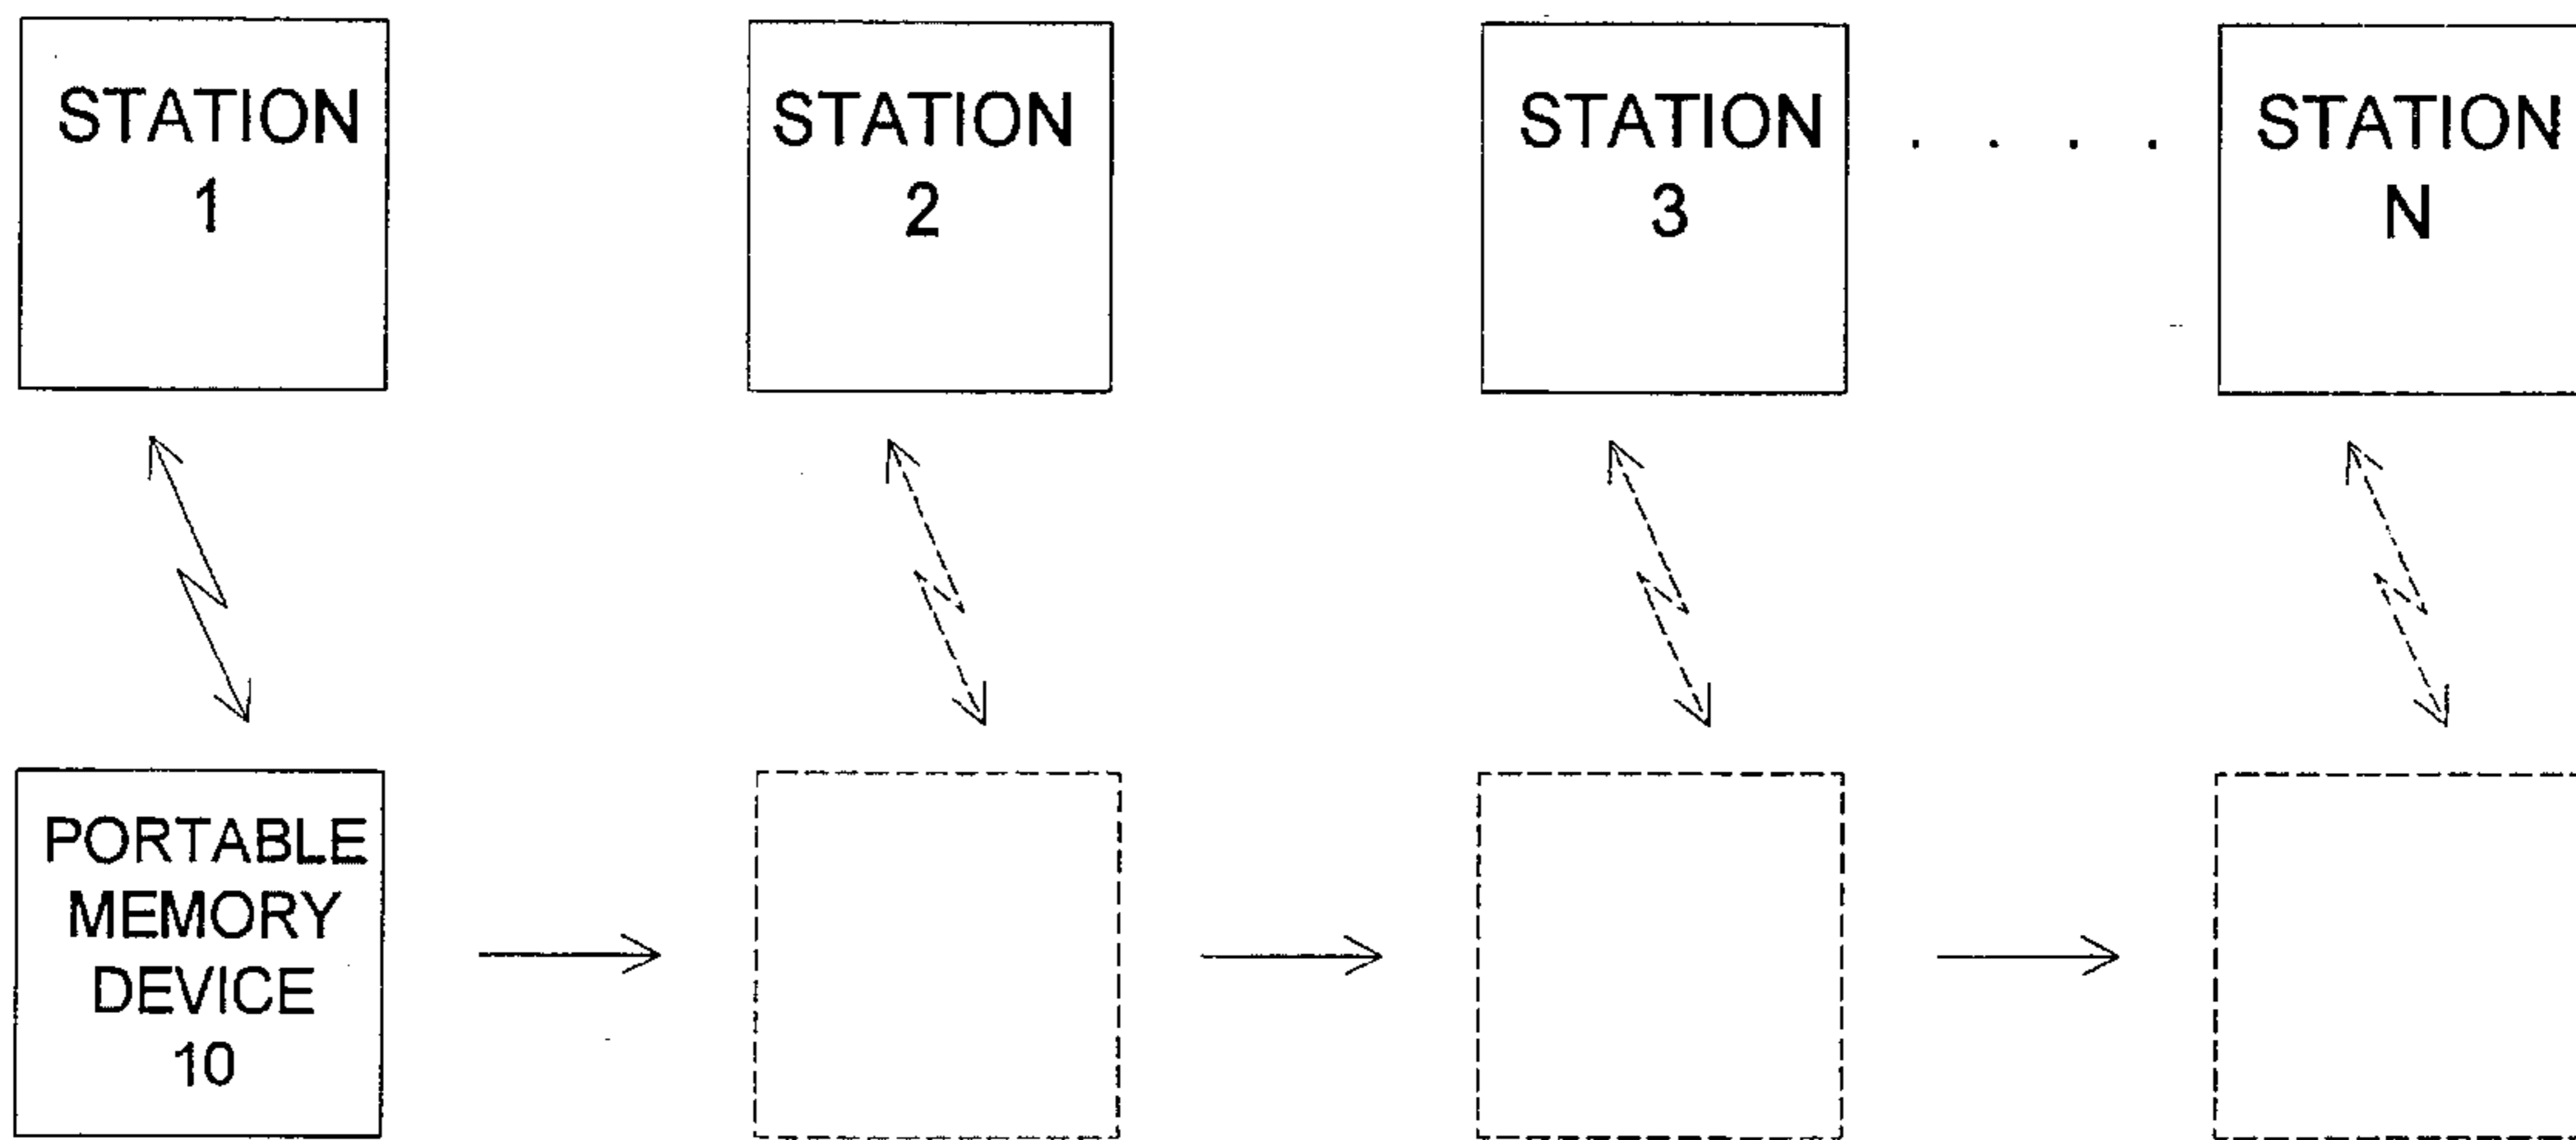 STATION
1
STATION
2
STATION
3
. . . .
STATION
N
PORTABLE
MEMORY
DEVICE
10